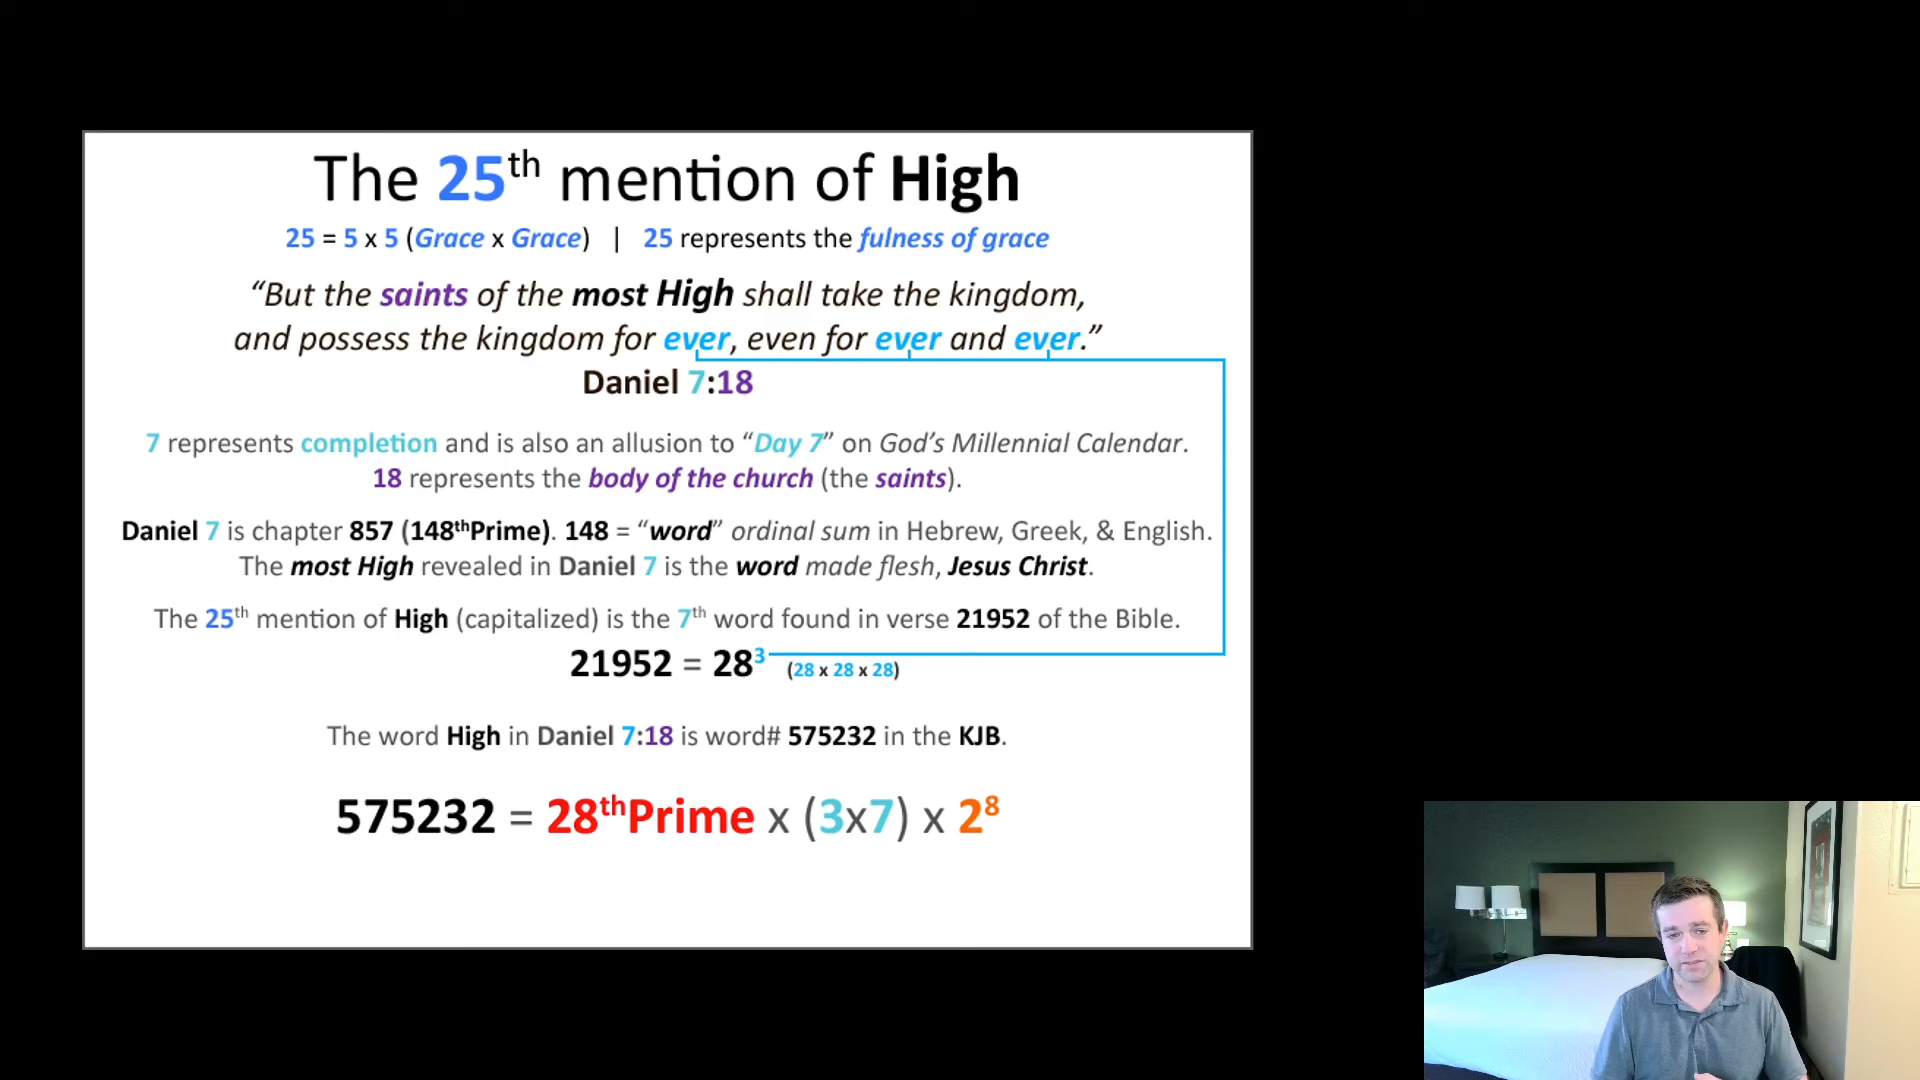 The 25th mention of High
25 = 5 x 5 (Grace x Grace) | 25 represents the fulness of grace
“But the saints of the most High shall take the kingdom,
and possess the kingdom for ever, even for ever and ever.”
Daniel 7:18
7 represents completion and is also an allusion to “Day 7” on God’s Millennial Calendar.
18 represents the body of the church (the saints).
Daniel 7 is chapter 857 (148thPrime). 148 = “word” ordinal sum in Hebrew, Greek, & English.
The most High revealed in Daniel 7 is the word made flesh, Jesus Christ.
The 25th mention of High (capitalized) is the 7th word found in verse 21952 of the Bible.
21952 = 28³ (28 x 28 x 28)
The word High in Daniel 7:18 is word# 575232 in the KJB.
575232 = 28thPrime x (3x7) x 2⁸